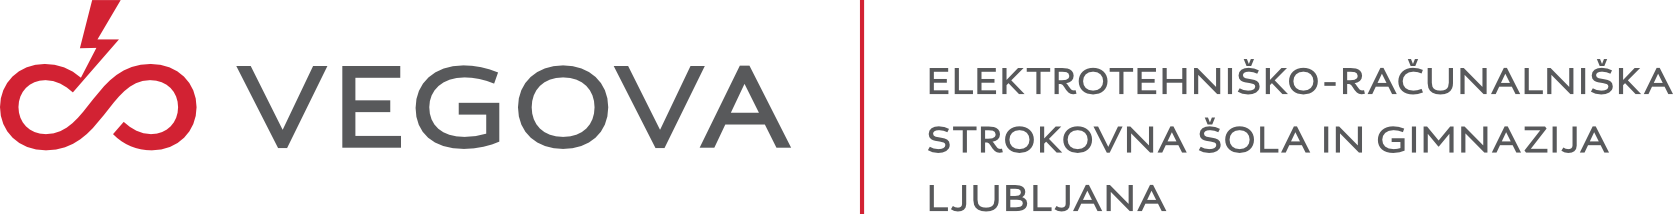 VEGOVA
ELEKTROTEHNIŠKO-RAČUNALNIŠKA
STROKOVNA ŠOLA IN GIMNAZIJA
LJUBLJANA